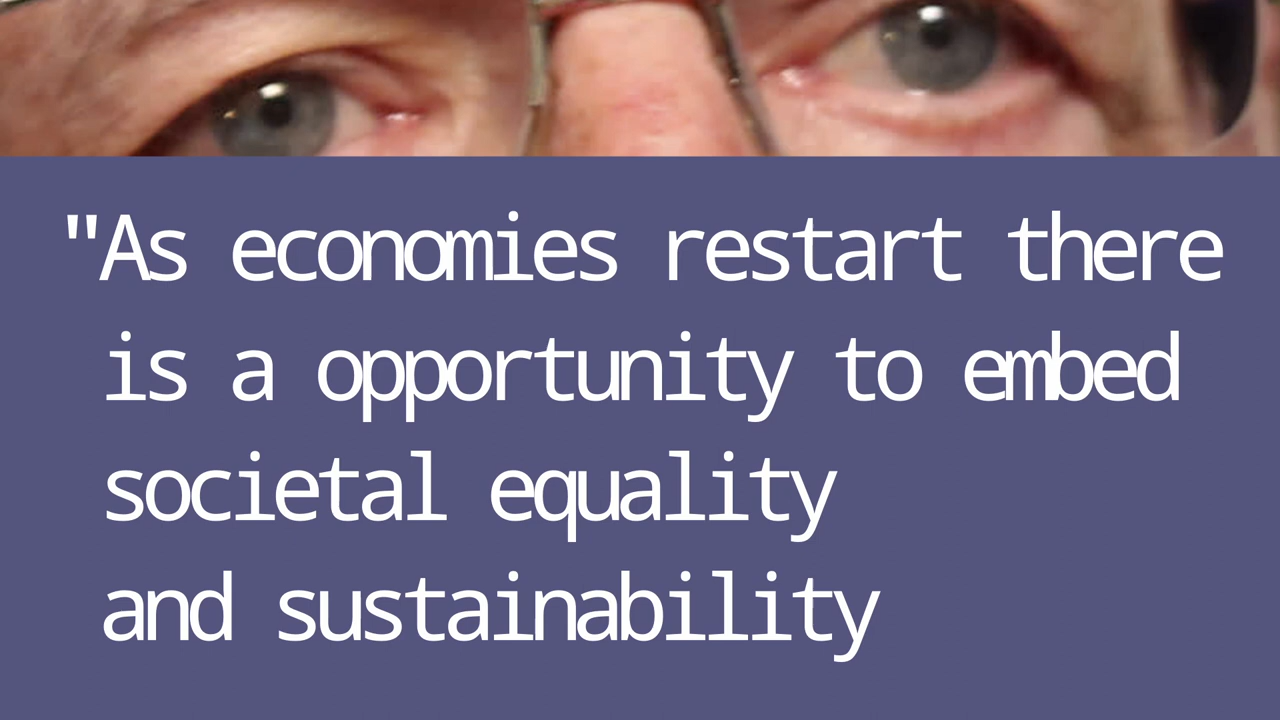 "As economies restart there
is a opportunity to embed
societal equality
and sustainability